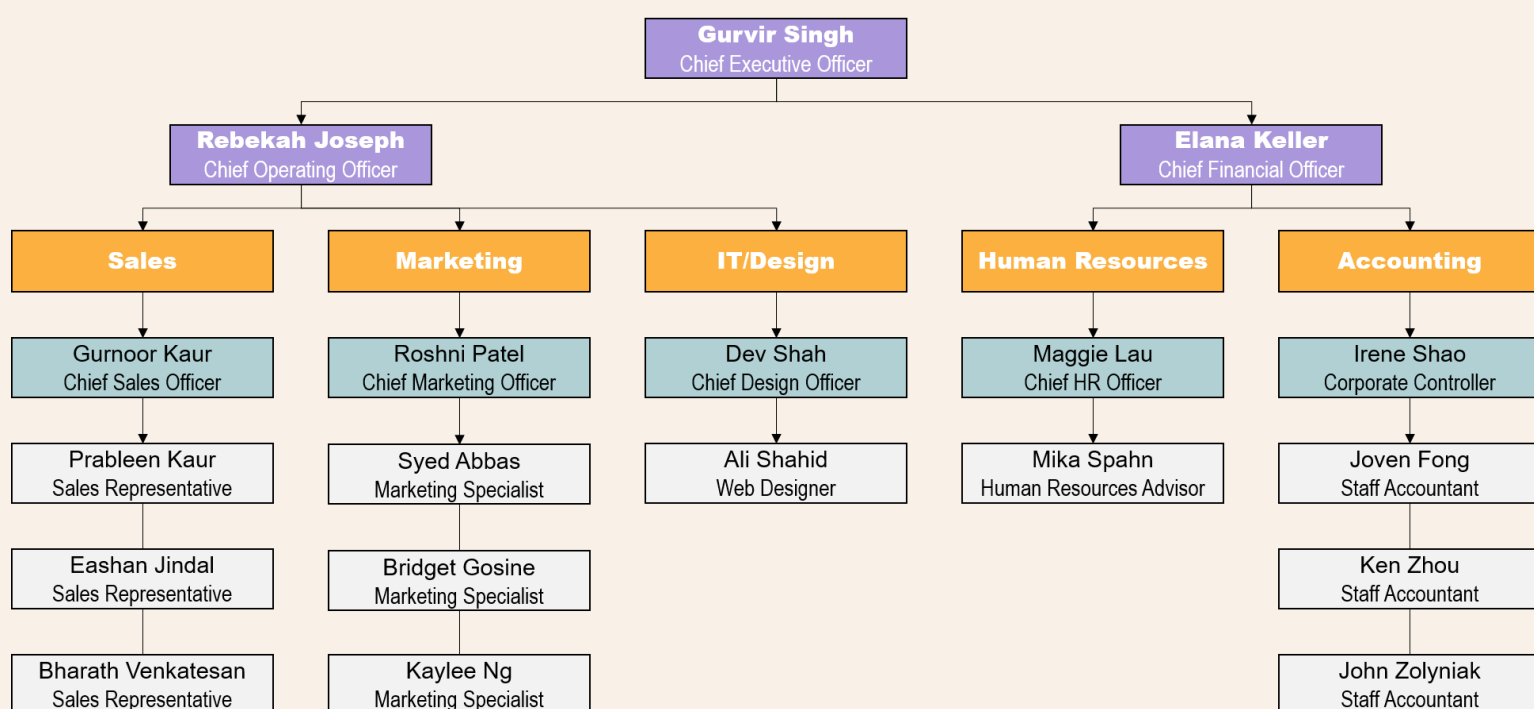 Gurvir Singh
Chief Executive Officer
Rebekah Joseph
Chief Operating Officer
Elana Keller
Chief Financial Officer
Sales
Marketing
IT/Design
Human Resources
Accounting
Gurnoor Kaur
Chief Sales Officer
Roshni Patel
Chief Marketing Officer
Dev Shah
Chief Design Officer
Maggie Lau
Chief HR Officer
Irene Shao
Corporate Controller
Prableen Kaur
Sales Representative
Syed Abbas
Marketing Specialist
Ali Shahid
Web Designer
Mika Spahn
Human Resources Advisor
Joven Fong
Staff Accountant
Eashan Jindal
Sales Representative
Bridget Gosine
Marketing Specialist
Ken Zhou
Staff Accountant
Bharath Venkatesan
Sales Representative
Kaylee Ng
Marketing Specialist
John Zolyniak
Staff Accountant